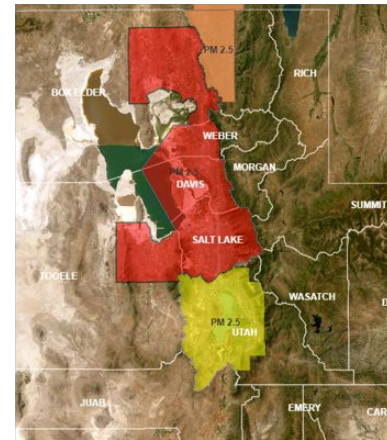 PM 2.5
RICH
BOX ELDER
WEBER
MORGAN
PM 2.5
DAVIS
SUMMIT
SALT LAKE
TOOELE
WASATCH
D
PM 2.5
UTAH
JUAB
EMERY
CAR